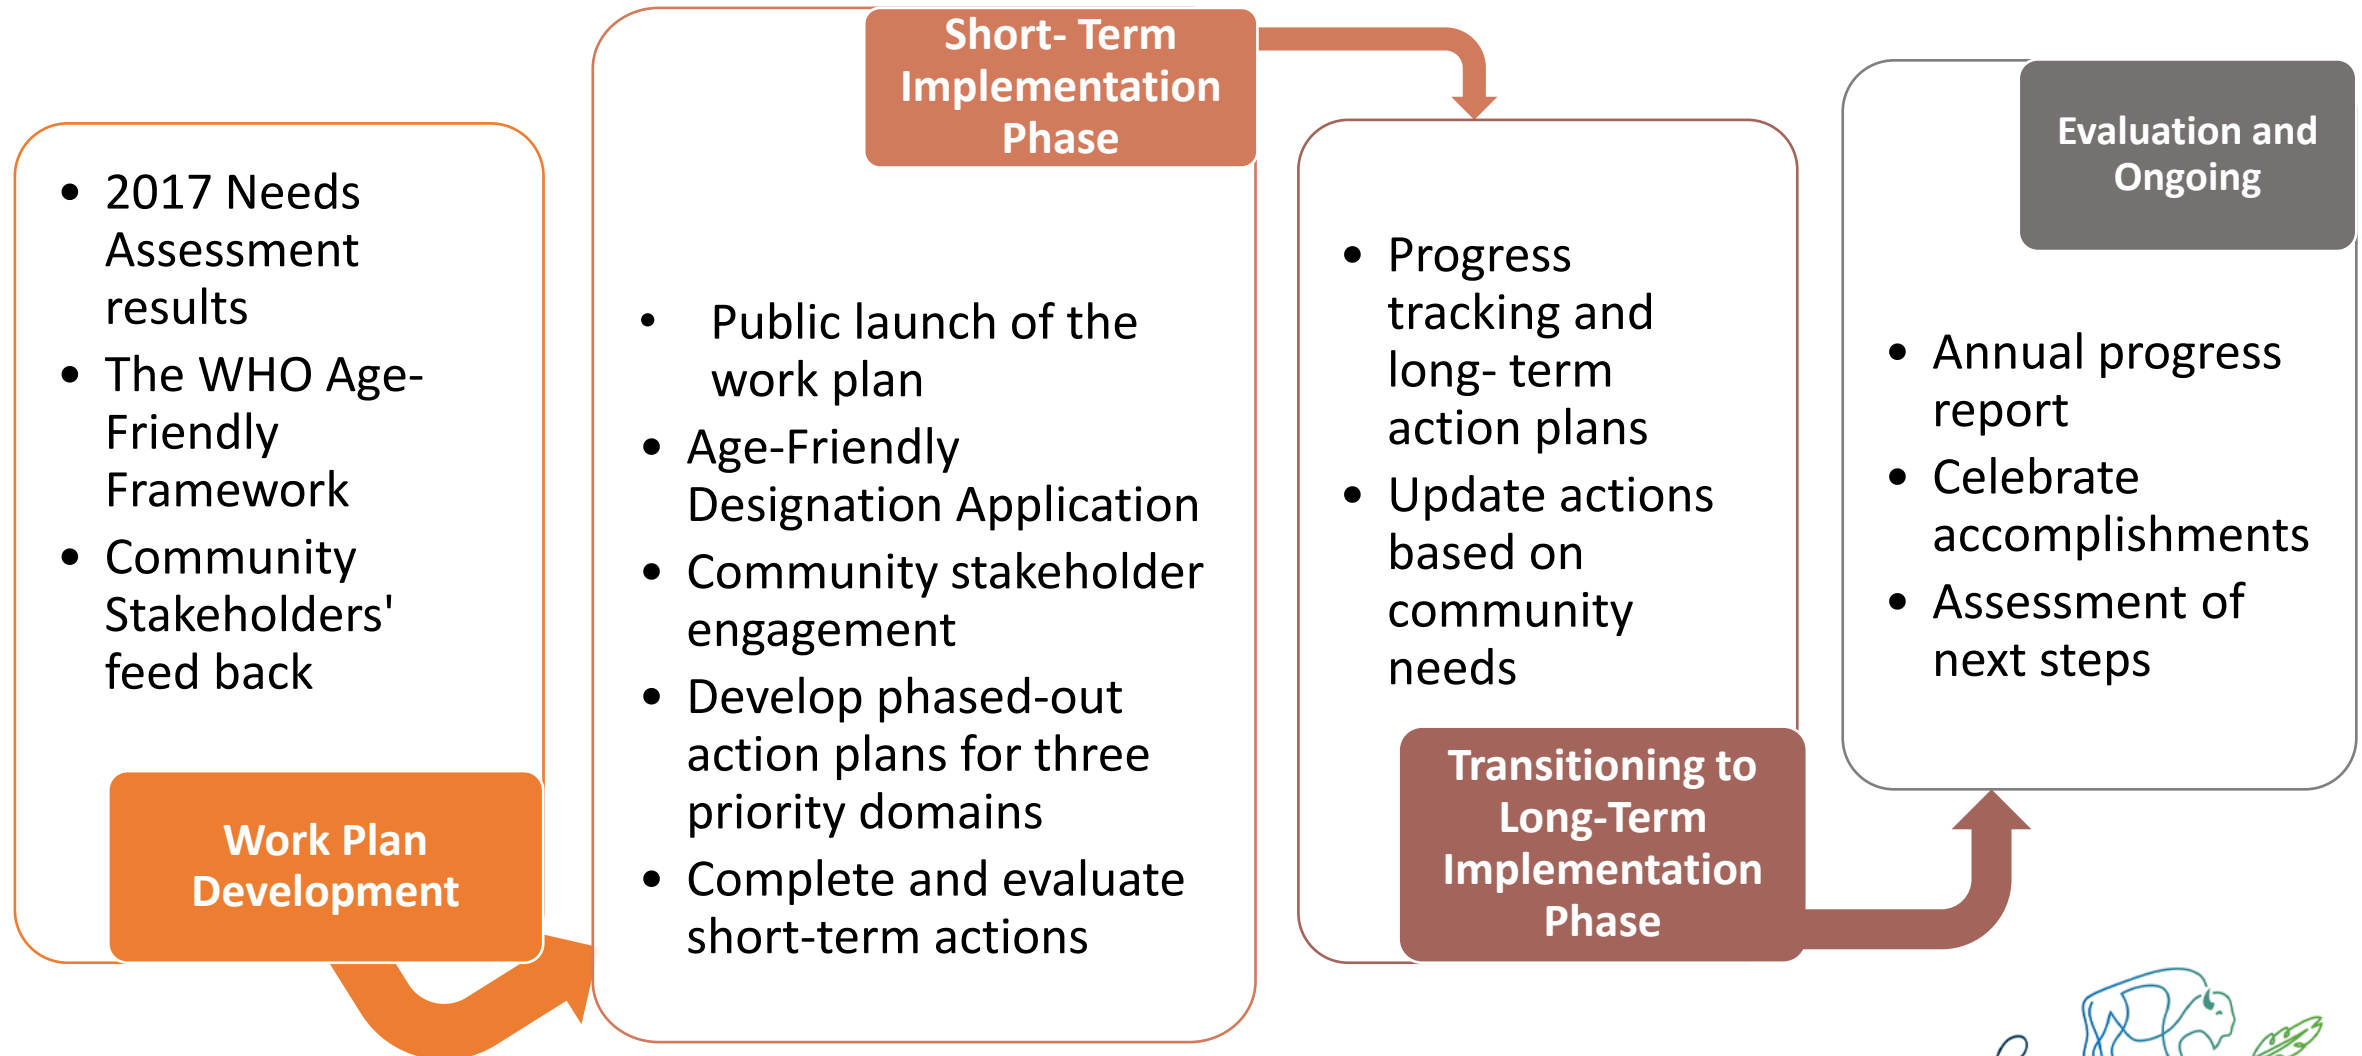 • 2017 Needs
Assessment
results
• The WHO Age-
Friendly
Framework
• Community
Stakeholders'
feed back
Work Plan
Development
Short- Term
Implementation
Phase
• Public launch of the
work plan
• Age-Friendly
Designation Application
• Community stakeholder
engagement
• Develop phased-out
action plans for three
priority domains
• Complete and evaluate
short-term actions
• Progress
tracking and
long- term
action plans
• Update actions
based on
community
needs
Transitioning to
Long-Term
Implementation
Phase
Evaluation and
Ongoing
• Annual progress
report
• Celebrate
accomplishments
• Assessment of
next steps